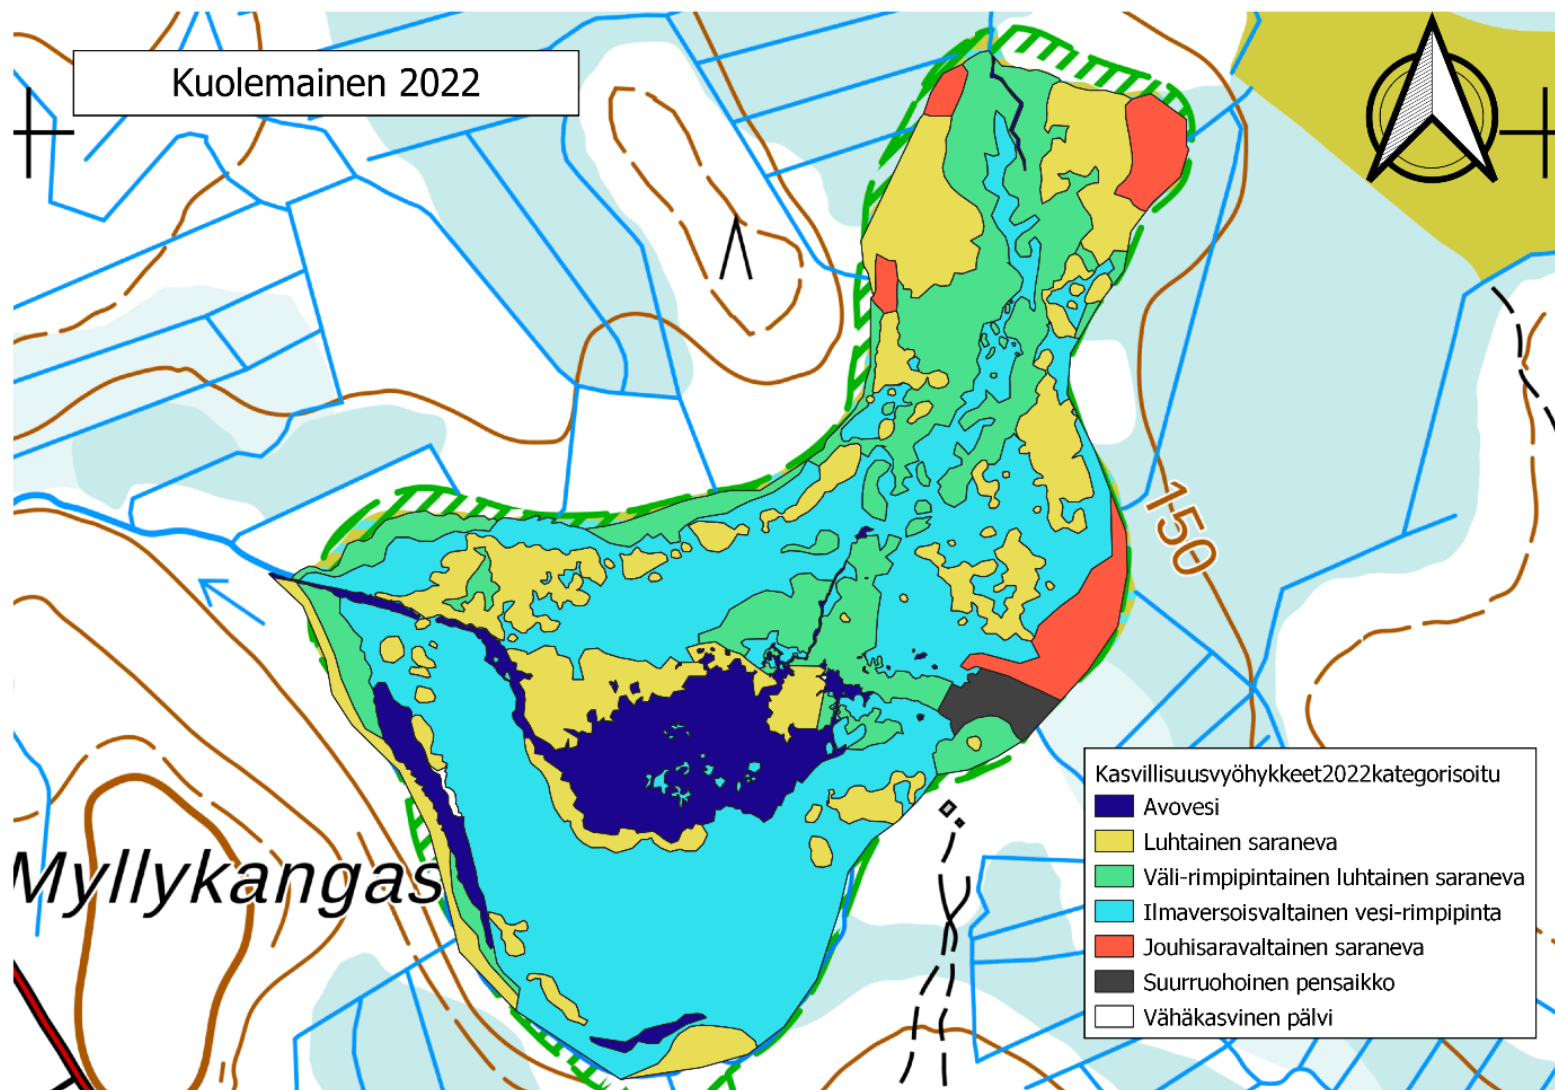 Kuolemainen 2022
150
Myllykangas
Kasvillisuusvyöhykkeet2022kategorisoitu
Avovesi
Luhtainen saraneva
Väli-rimpipintainen luhtainen saraneva
Ilmaversoisvaltainen vesi-rimpipinta
Jouhisaravaltainen saraneva
Suurruohoinen pensaikko
Vähäkasvinen pälvi